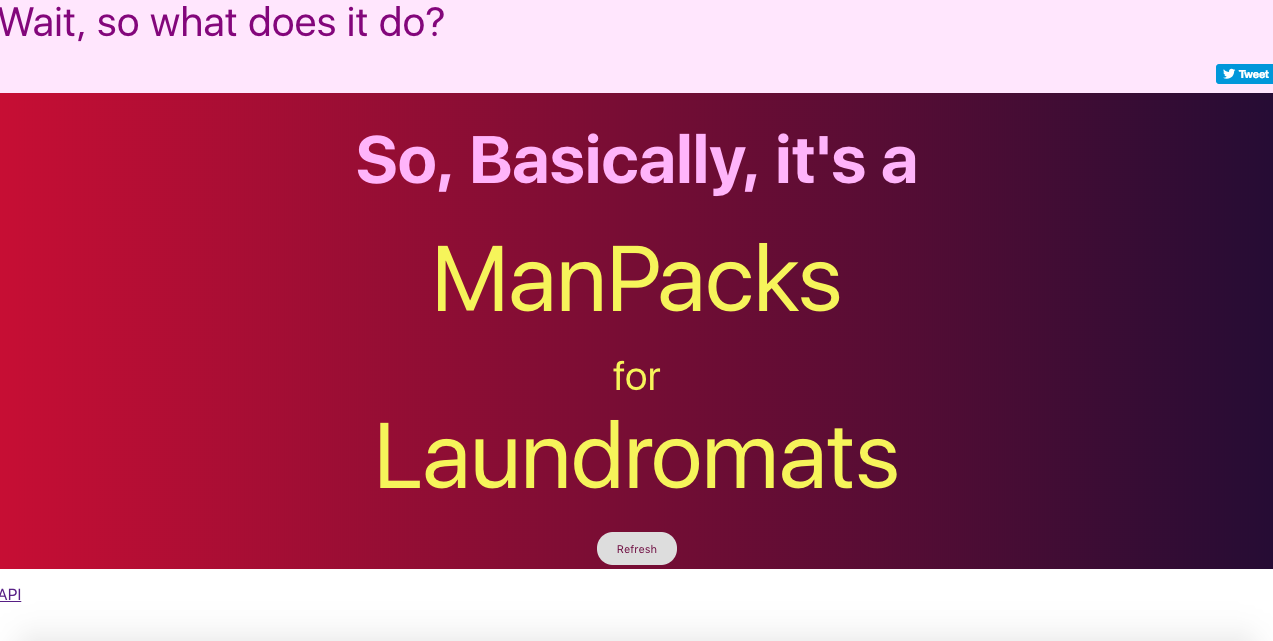 Wait, so what does it do?
Tweet
So, Basically, it's a
ManPacks
for
Laundromats
Refresh
API